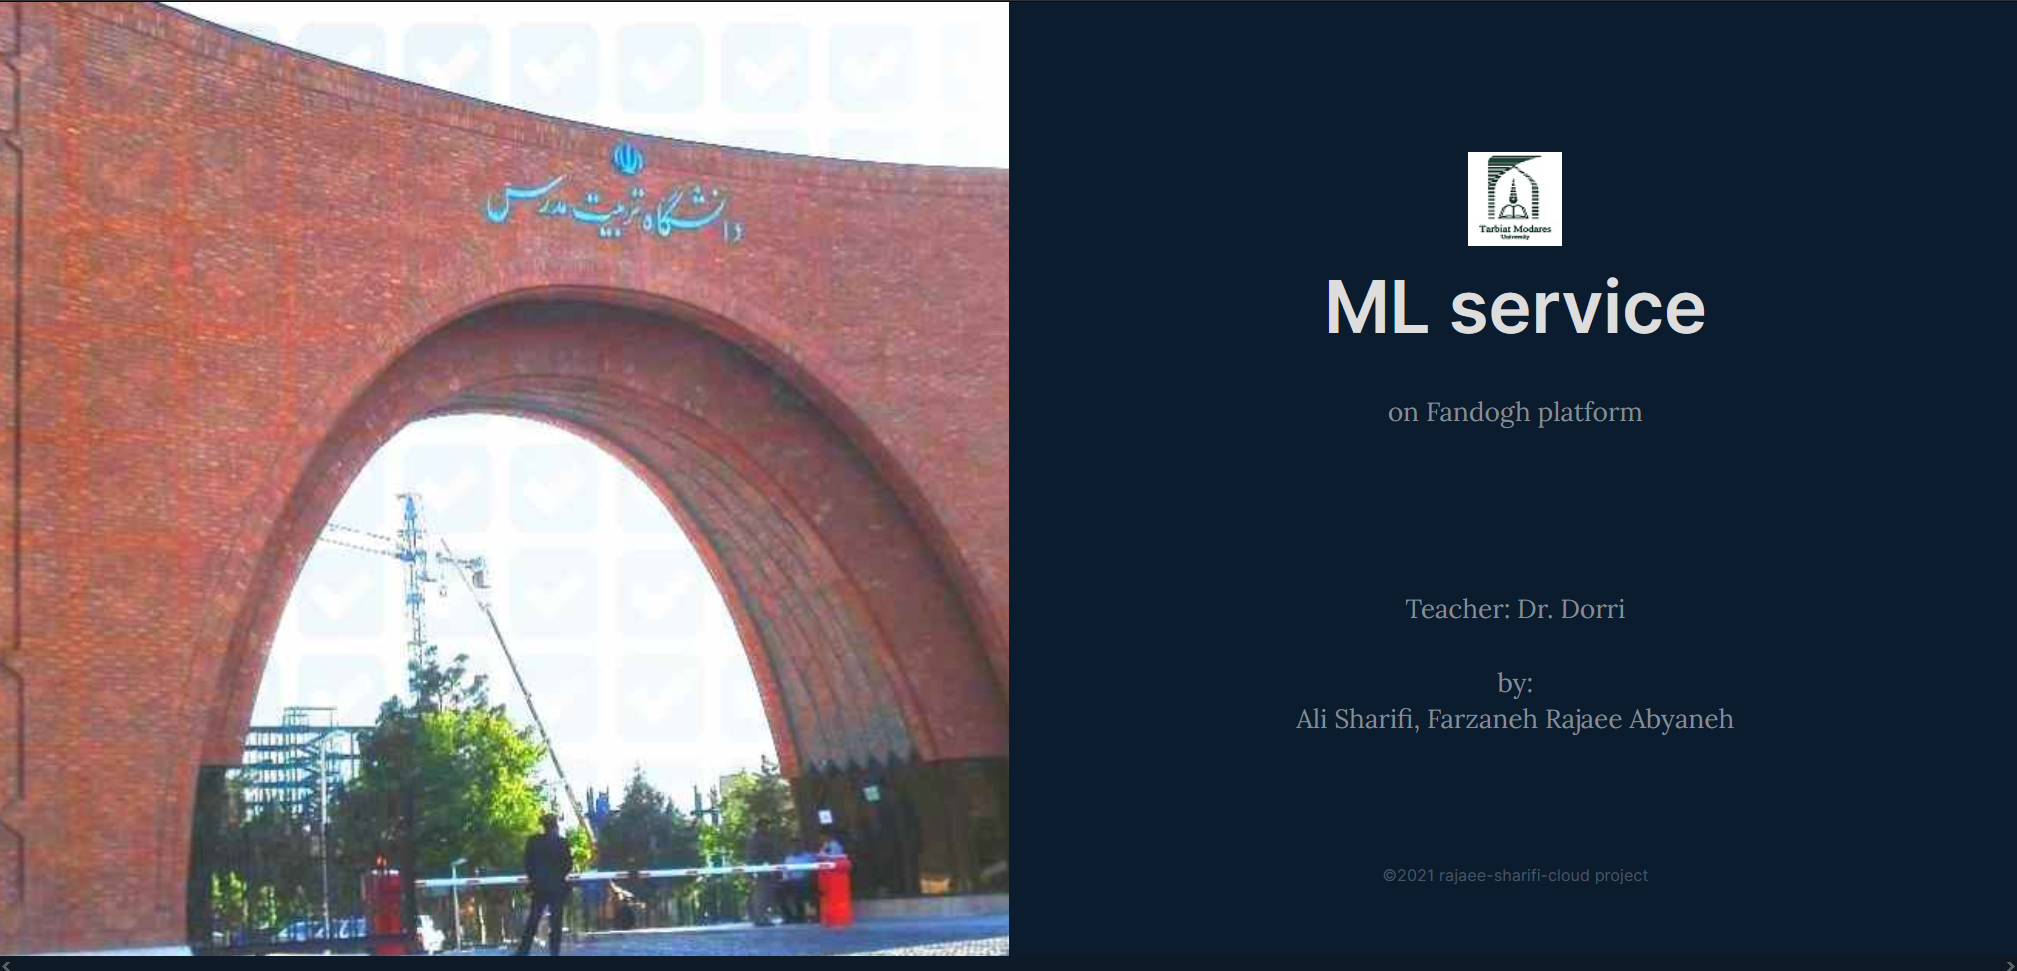 دانشگاه تربیت مدرس
Tarbiat Modares
University
ML service
on Fandogh platform
Teacher: Dr. Dorri
by:
Ali Sharifi, Farzaneh Rajaee Abyaneh
©2021 rajaee-sharifi-cloud project